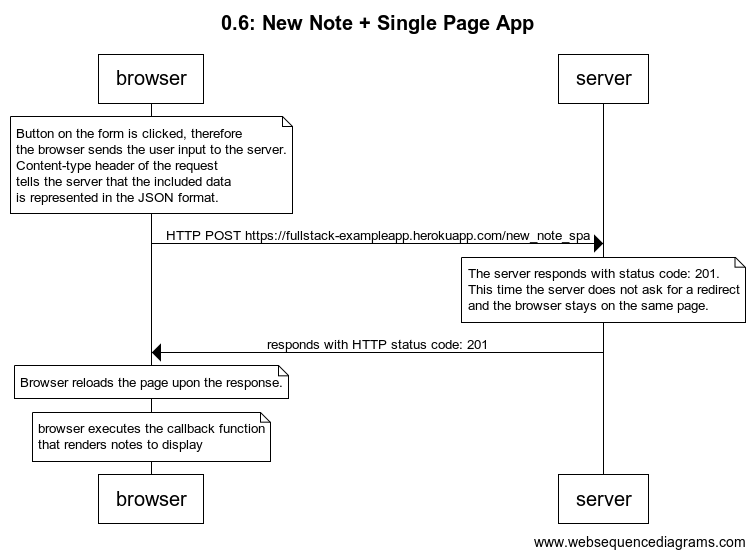 0.6: New Note + Single Page App
browser
server
Button on the form is clicked, therefore
the browser sends the user input to the server.
Content-type header of the request
tells the server that the included data
is represented in the JSON format.
HTTP POST https://fullstack-exampleapp.herokuapp.com/new_note_spa
The server responds with status code: 201.
This time the server does not ask for a redirect
and the browser stays on the same page.
responds with HTTP status code: 201
Browser reloads the page upon the response.
browser executes the callback function
that renders notes to display
browser
server
www.websequencediagrams.com